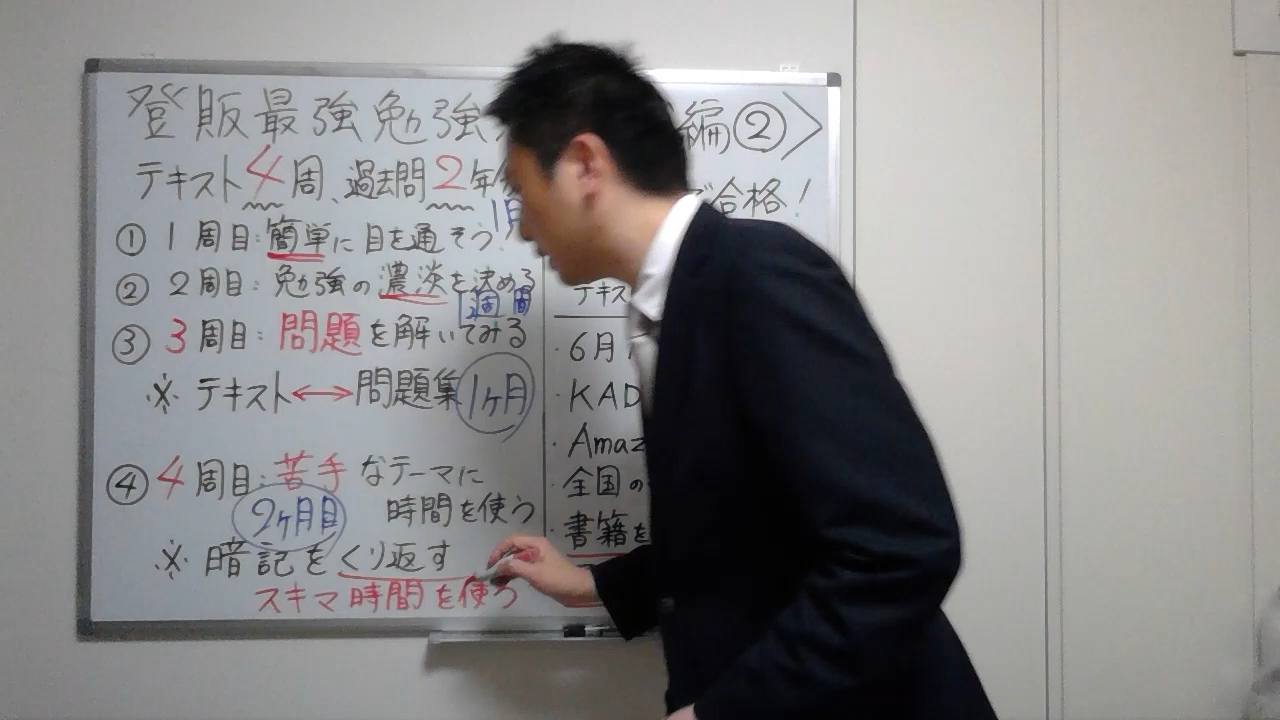 登販最強勉強
編②〉
テキスト4周、過去問2年
で合格!
1月
① 1周目:簡単に目を通そう!
② 2周目:勉強の濃淡を決める
1週間
③ 3周目:問題を解いてみる
※ テキスト↔問題集 1ヶ月
④ 4周目:苦手なテーマに
時間を使う
2ヶ月目
※ 暗記をくり返す
スキマ時間を使う
テキス
・6月
・KAD
・Amaz
・全国の
・書籍を